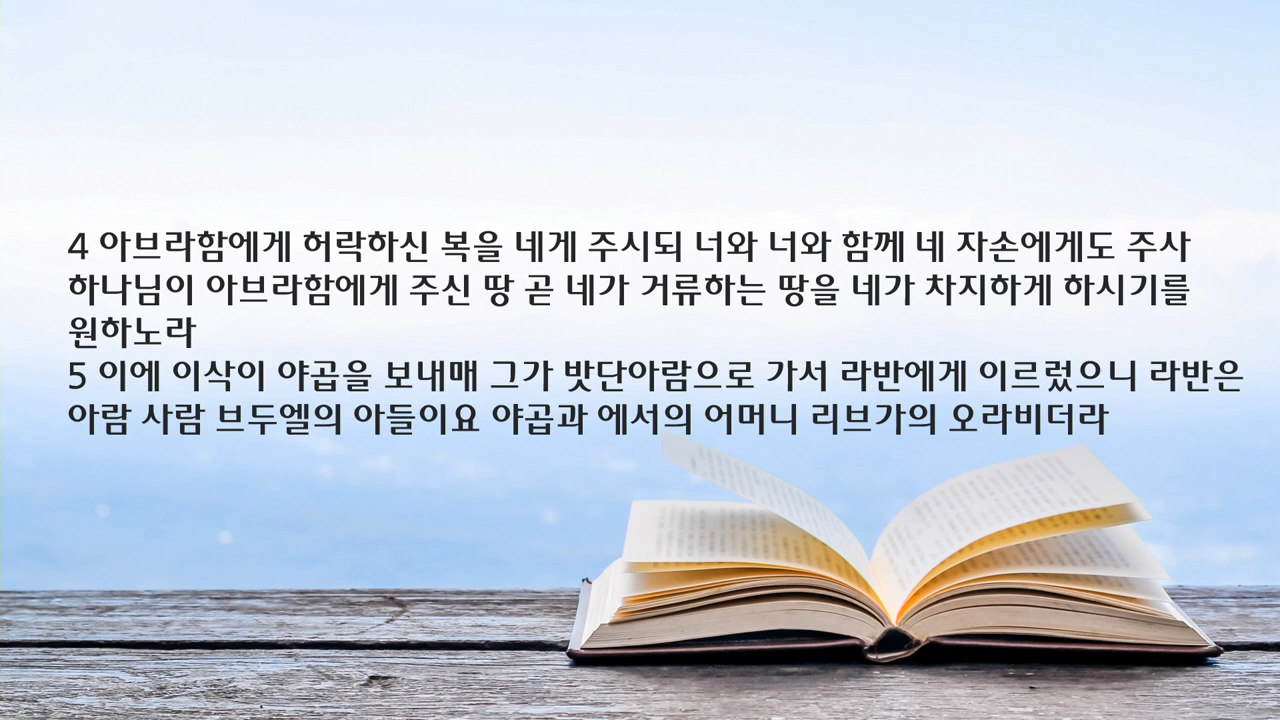 4 아브라함에게 허락하신 복을 네게 주시되 너와 너와 함께 네 자손에게도 주사
하나님이 아브라함에게 주신 땅 곧 네가 거류하는 땅을 네가 차지하게 하시기를
원하노라
5 이에 이삭이 야곱을 보내매 그가 밧단아람으로 가서 라반에게 이르렀으니 라반은
아람 사람 브두엘의 아들이요 야곱과 에서의 어머니 리브가의 오라비더라